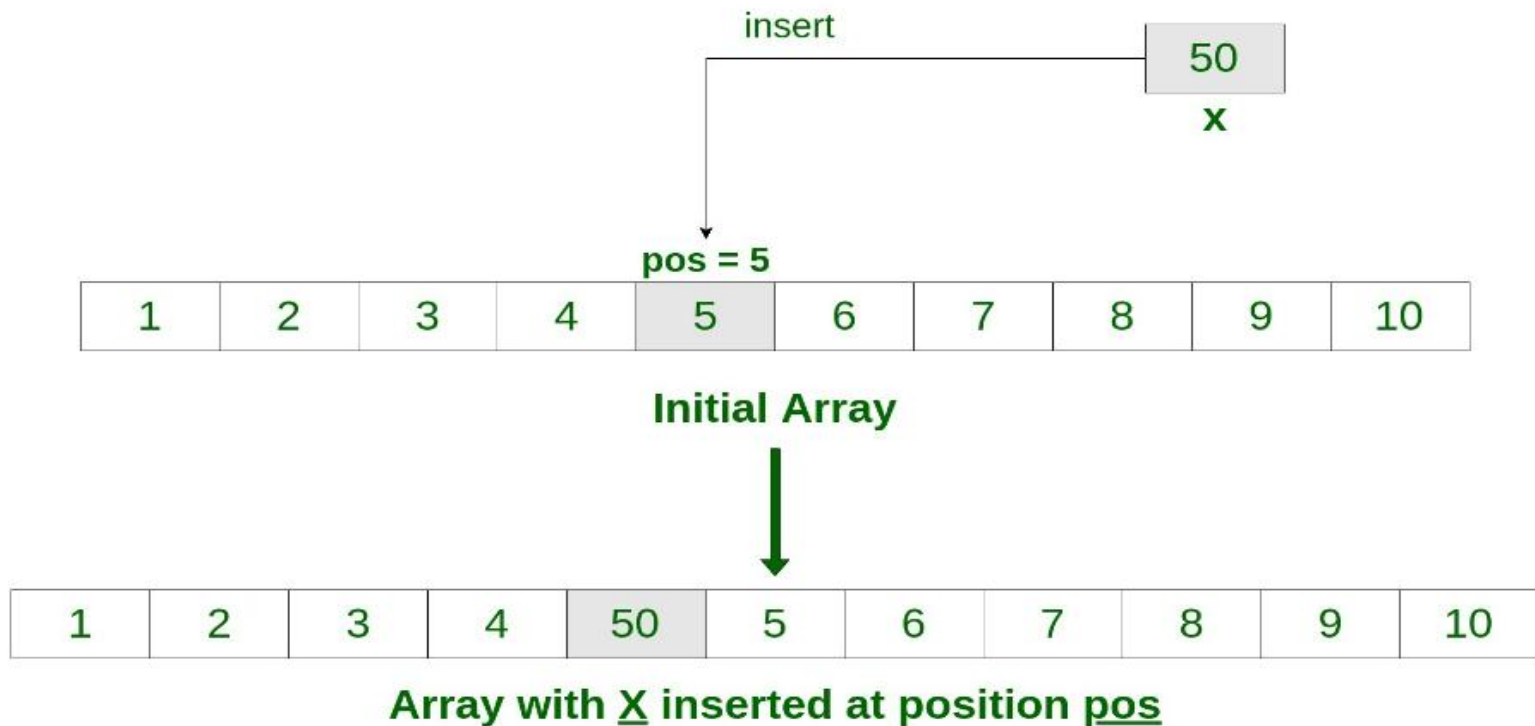 insert
50
x
pos = 5
1 2 3 4 5 6 7 8 9 10
Initial Array
1 2 3 4 50 5 6 7 8 9 10
Array with X inserted at position pos